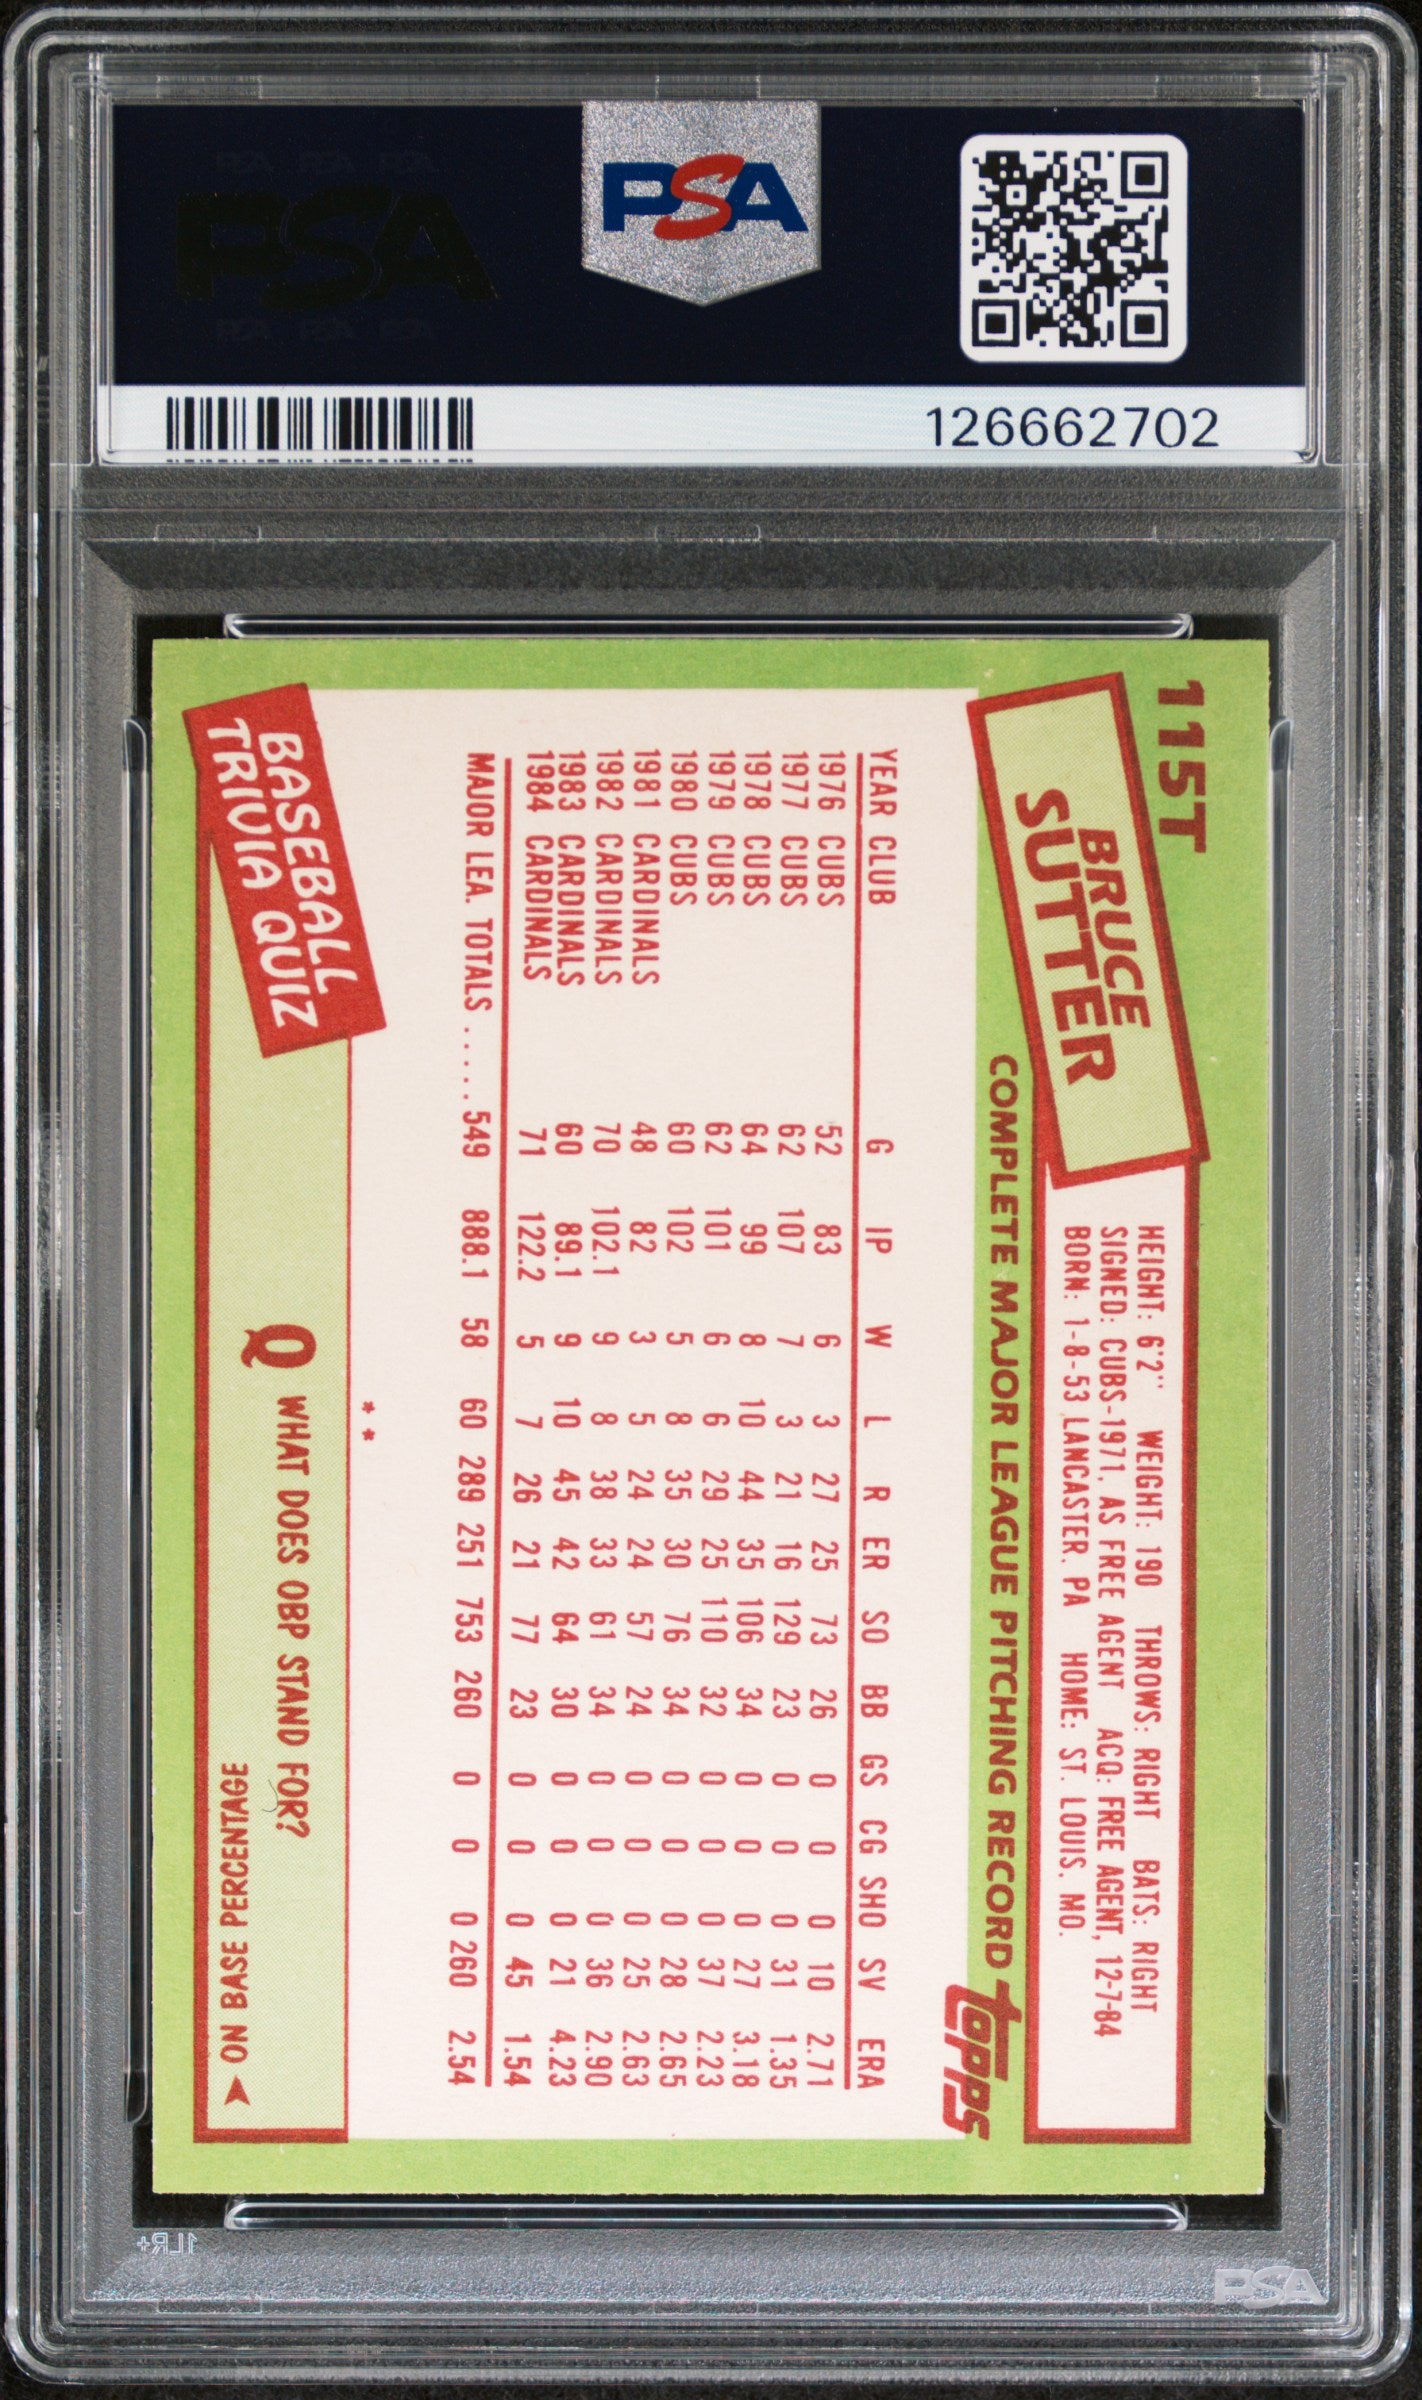 PSA
PSA
126662702
115T
BRUCE
SUTTER
HEIGHT: 6'2" WEIGHT: 190 THROWS: RIGHT BATS: RIGHT
SIGNED: CUBS-1971, AS FREE AGENT ACQ: FREE AGENT, 12-7-84
BORN: 1-8-53 LANCASTER, PA HOME: ST. LOUIS, MO.
COMPLETE MAJOR LEAGUE PITCHING RECORD Topps
YEAR CLUB G IP W L R ER SO BB GS CG SHO SV ERA
1976 CUBS 52 83 6 3 27 25 73 26 0 0 0 10 2.71
1977 CUBS 62 107 7 3 21 16 129 23 0 0 0 31 1.35
1978 CUBS 64 99 8 10 44 35 106 34 0 0 0 27 3.18
1979 CUBS 62 101 6 6 29 25 110 32 0 0 0 37 2.23
1980 CUBS 60 102 5 8 35 30 76 34 0 0 0 28 2.65
1981 CARDINALS 48 82 3 5 24 24 57 24 0 0 0 25 2.63
1982 CARDINALS 70 102.1 9 8 38 33 61 34 0 0 0 36 2.90
1983 CARDINALS 60 89.1 9 10 45 42 64 30 0 0 0 21 4.23
1984 CARDINALS 71 122.2 5 7 26 21 77 23 0 0 0 45 1.54
MAJOR LEA. TOTALS ..... 549 888.1 58 60 289 251 753 260 0 0 0 260 2.54
**
BASEBALL
TRIVIA QUIZ
Q WHAT DOES OBP STAND FOR?
ON BASE PERCENTAGE
1LR+
PSA